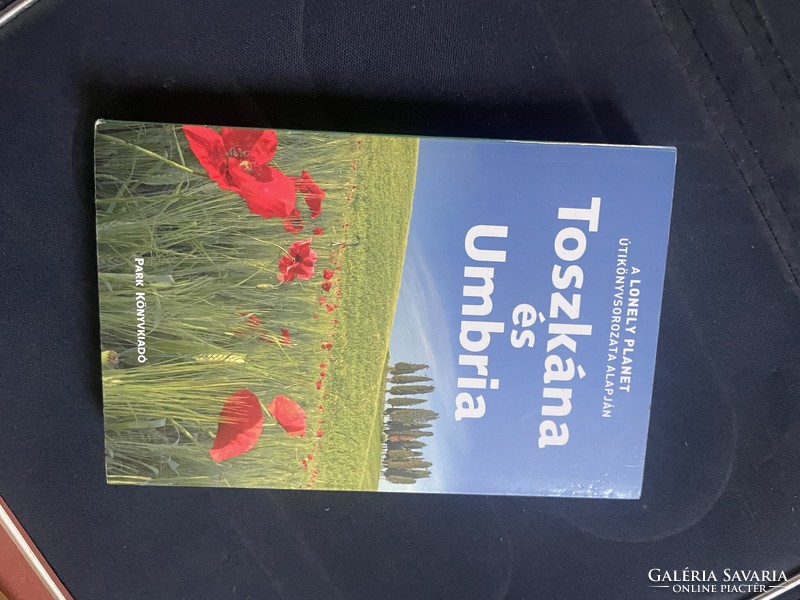 A LONELY PLANET
ÚTIKÖNYVSOROZATA ALAPJÁN
Toszkána
és
Umbria
PARK KÖNYVKIADÓ
GALÉRIA SAVARIA
ONLINE PIACTÉR